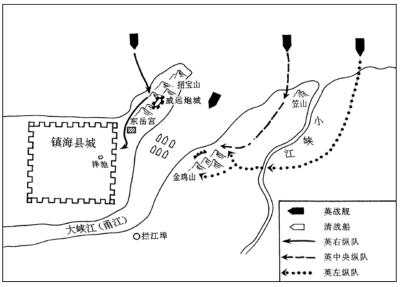 招宝山
威远炮城
东岳宫
笠山
镇海县城
泮池
小峡江
金鸡山
大峡江(甬江)
拦江埠
英战舰
清战船
英右纵队
英中央纵队
英左纵队